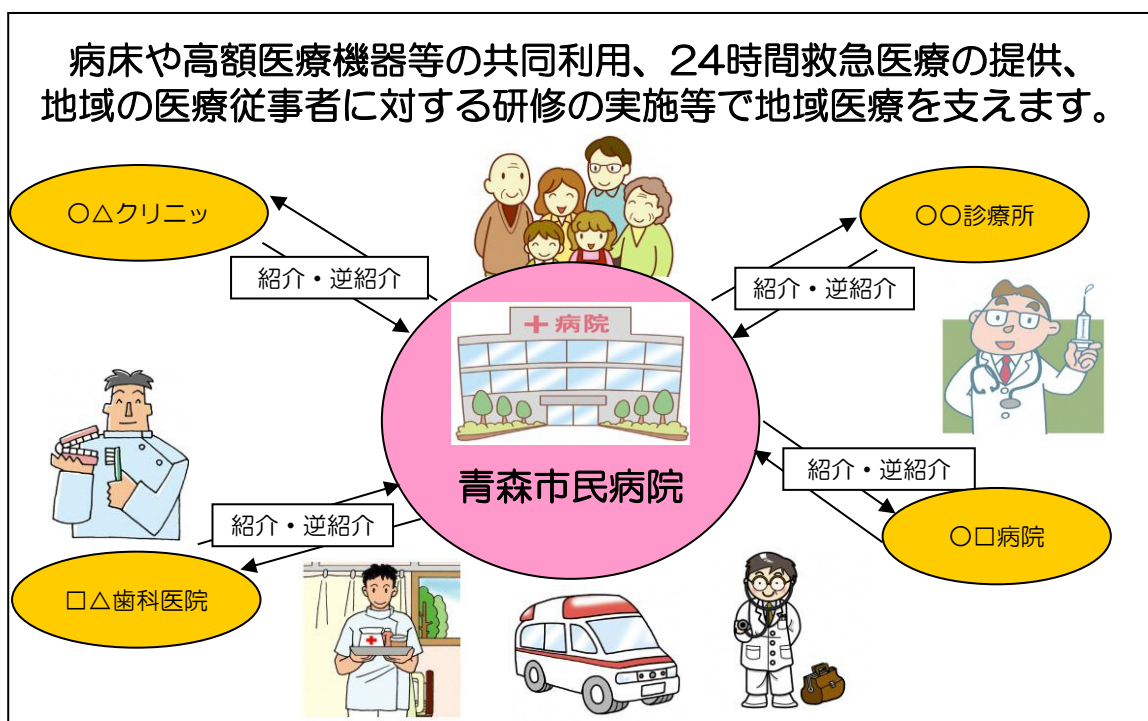 病床や高額医療機器等の共同利用、24時間救急医療の提供、
地域の医療従事者に対する研修の実施等で地域医療を支えます。
〇△クリニッ
〇〇診療所
紹介・逆紹介
紹介・逆紹介
病院
青森市民病院
紹介・逆紹介
紹介・逆紹介
〇□病院
□△歯科医院